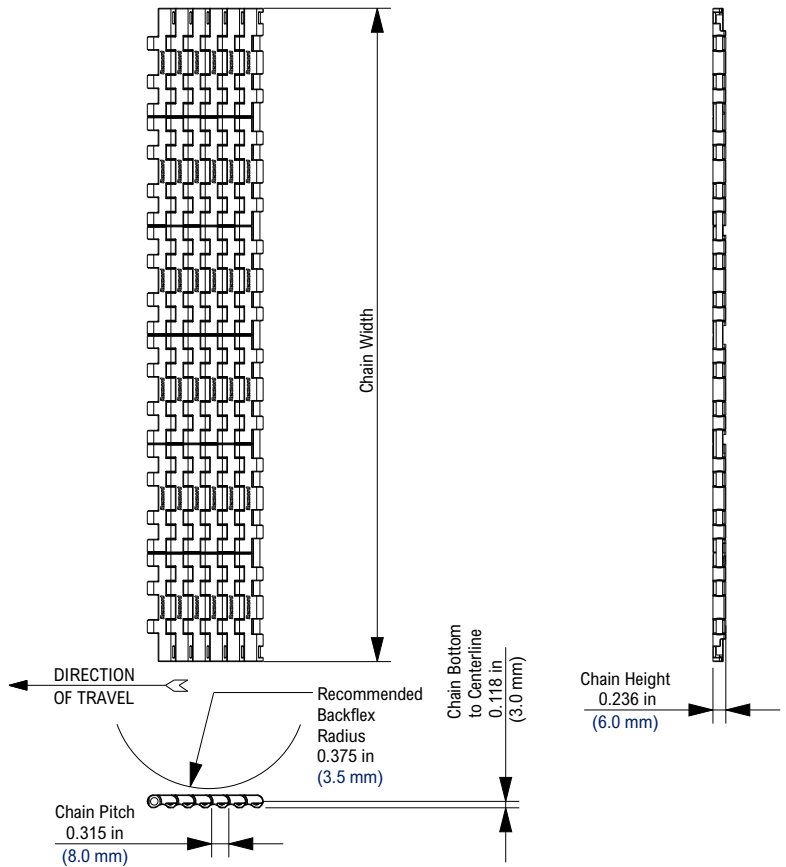 Chain Width
DIRECTION
OF TRAVEL
Recommended
Backflex
Radius
0.375 in
(3.5 mm)
Chain Bottom
to Centerline
0.118 in
(3.0 mm)
Chain Height
0.236 in
(6.0 mm)
Chain Pitch
0.315 in
(8.0 mm)